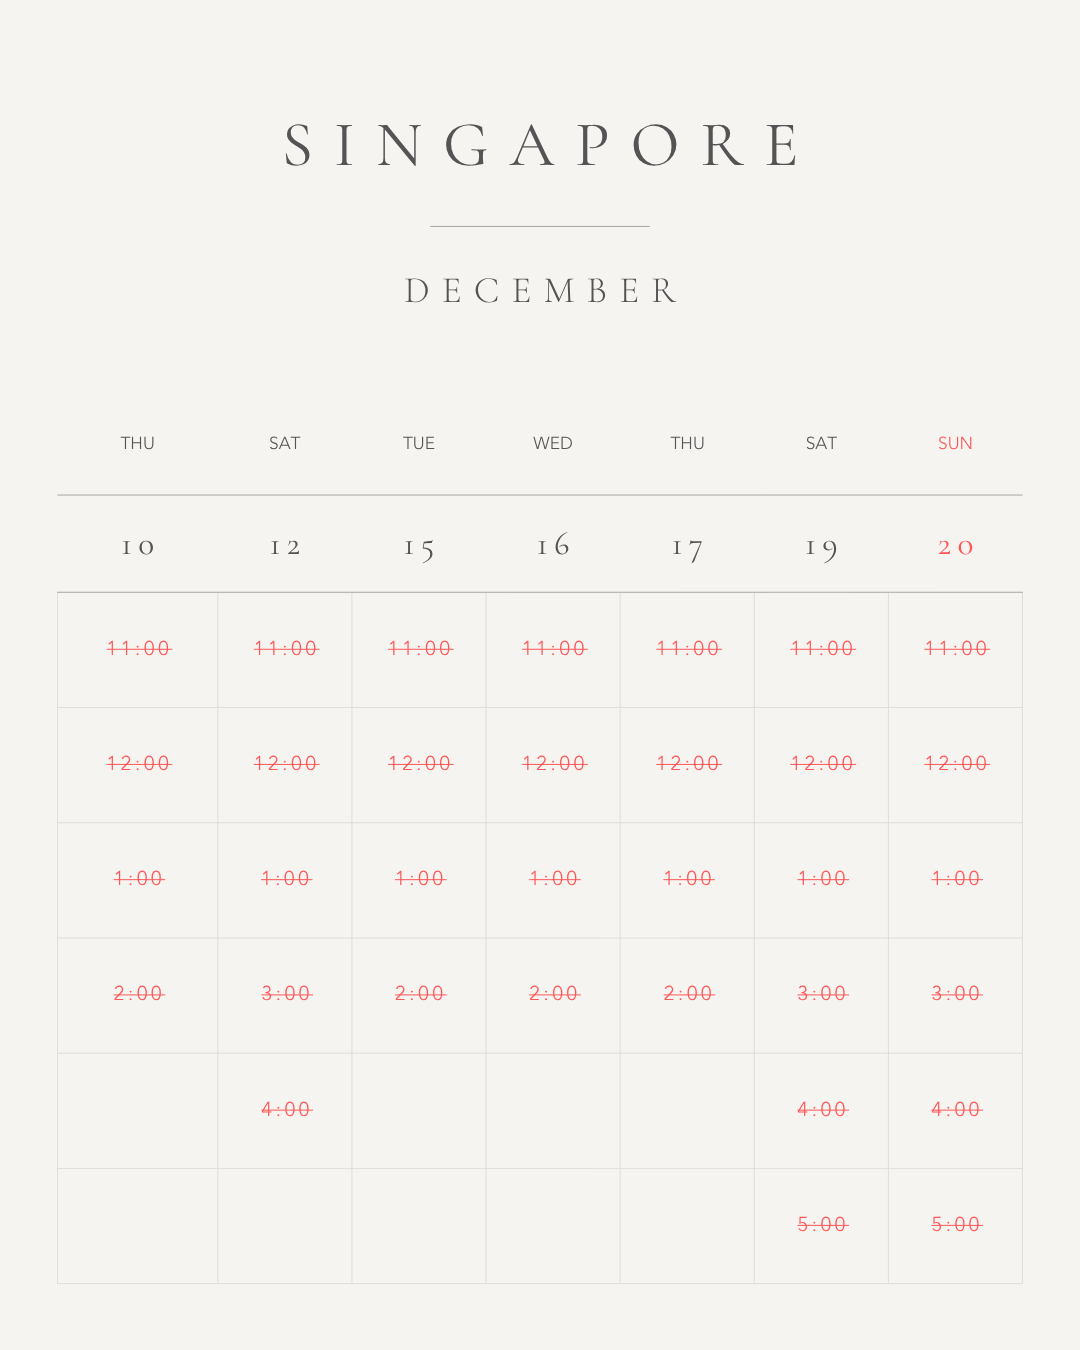 SINGAPORE
DECEMBER
THU SAT TUE WED THU SAT SUN
10 12 15 16 17 19 20
11:00 11:00 11:00 11:00 11:00 11:00 11:00
12:00 12:00 12:00 12:00 12:00 12:00 12:00
1:00 1:00 1:00 1:00 1:00 1:00 1:00
2:00 3:00 2:00 2:00 2:00 3:00 3:00
4:00 4:00 4:00
5:00 5:00